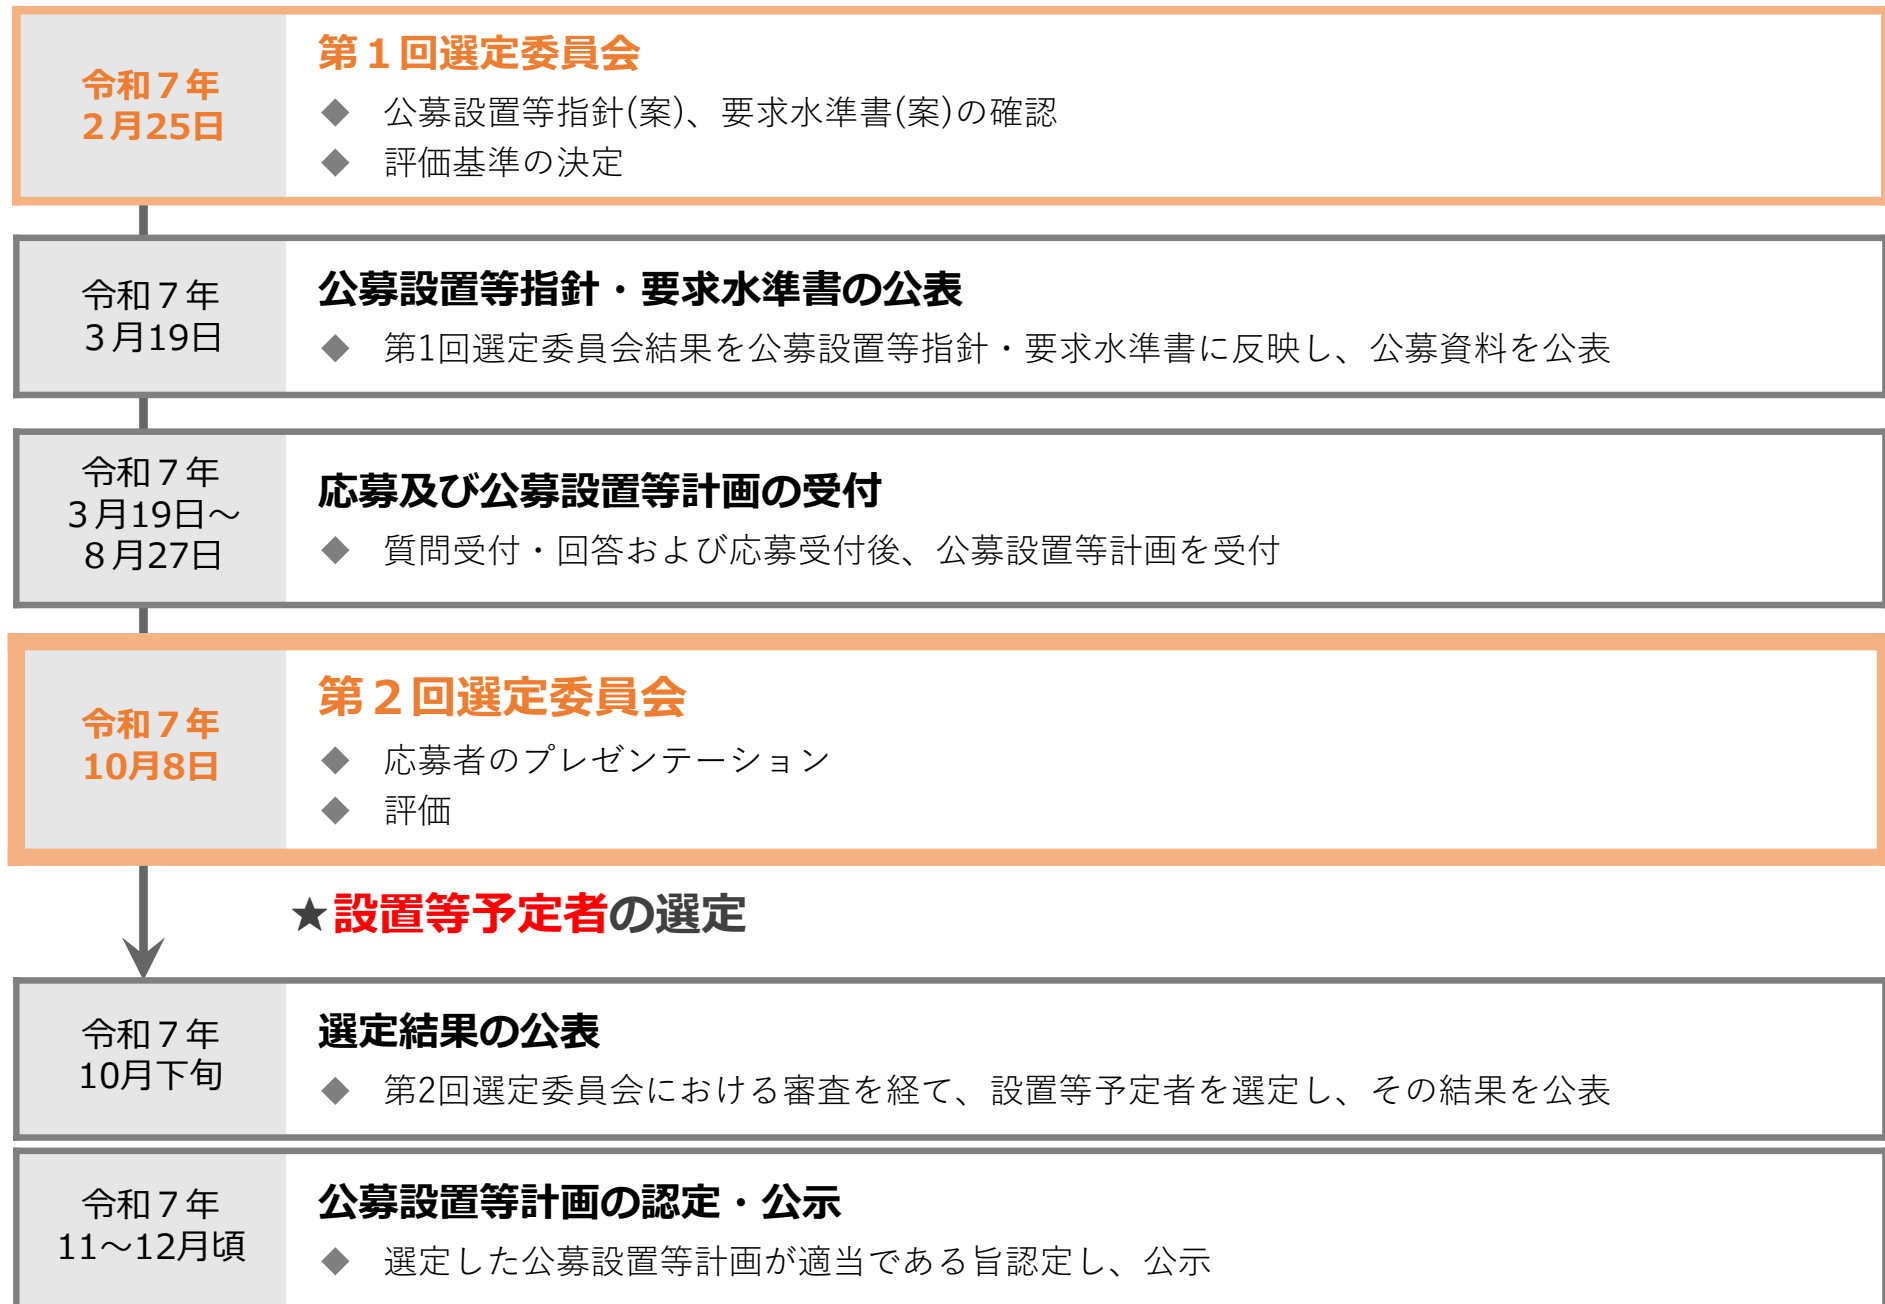 令和７年
２月25日
第１回選定委員会
◆ 公募設置等指針(案)、要求水準書(案)の確認
◆ 評価基準の決定
令和７年
３月19日
公募設置等指針・要求水準書の公表
◆ 第1回選定委員会結果を公募設置等指針・要求水準書に反映し、公募資料を公表
令和７年
３月19日～
８月27日
応募及び公募設置等計画の受付
◆ 質問受付・回答および応募受付後、公募設置等計画を受付
令和７年
10月8日
第２回選定委員会
◆ 応募者のプレゼンテーション
◆ 評価
★設置等予定者の選定
令和７年
10月下旬
選定結果の公表
◆ 第2回選定委員会における審査を経て、設置等予定者を選定し、その結果を公表
令和７年
11～12月頃
公募設置等計画の認定・公示
◆ 選定した公募設置等計画が適当である旨認定し、公示